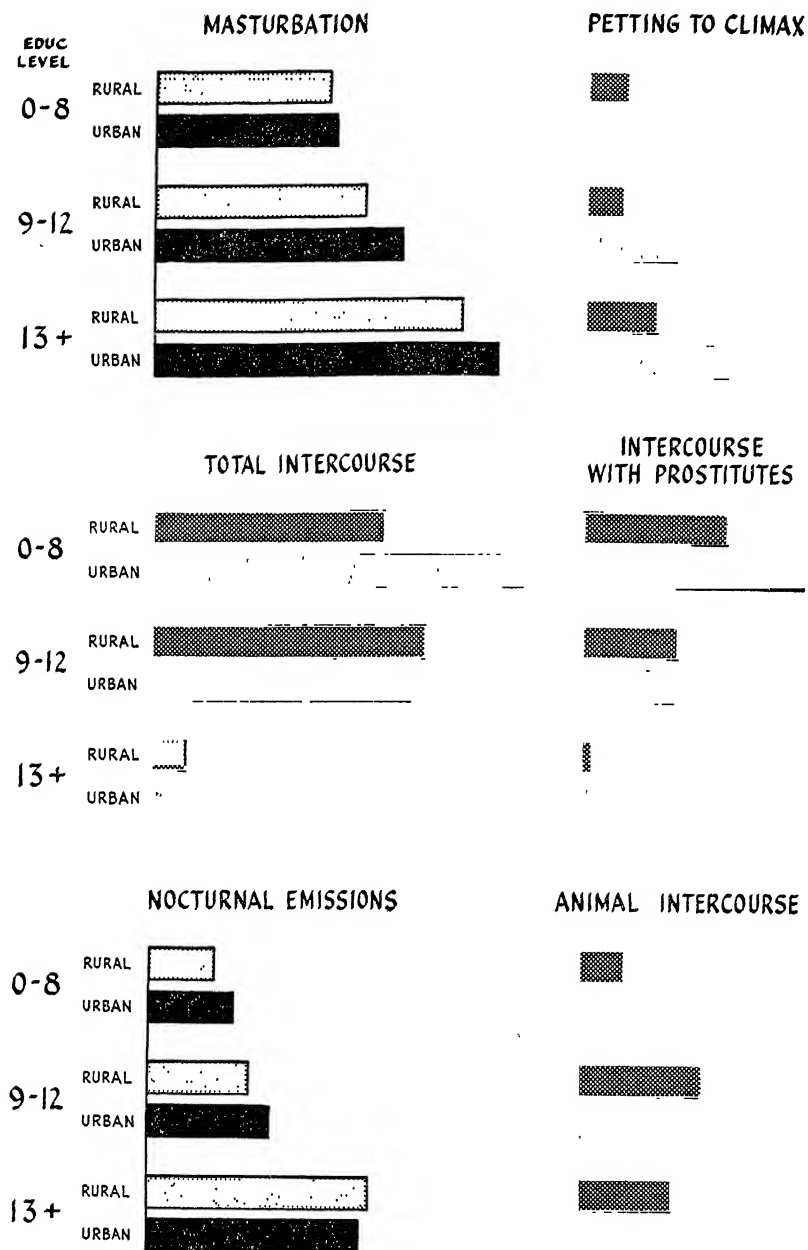 MASTURBATION
PETTING TO CLIMAX
EDUC
LEVEL
0-8
RURAL
URBAN
9-12
RURAL
URBAN
13+
RURAL
URBAN
TOTAL INTERCOURSE
INTERCOURSE
WITH PROSTITUTES
0-8
RURAL
URBAN
9-12
RURAL
URBAN
13+
RURAL
URBAN
NOCTURNAL EMISSIONS
ANIMAL INTERCOURSE
0-8
RURAL
URBAN
9-12
RURAL
URBAN
13+
RURAL
URBAN